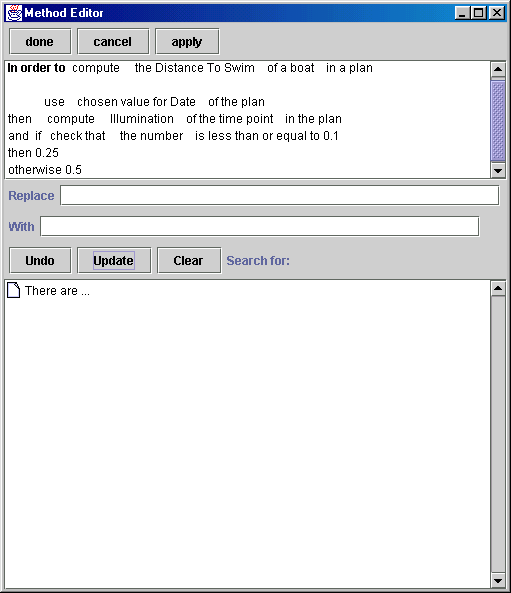 Method Editor
done cancel apply
In order to compute the Distance To Swim of a boat in a plan
use chosen value for Date of the plan
then compute Illumination of the time point in the plan
and if check that the number is less than or equal to 0.1
then 0.25
otherwise 0.5
Replace
With
Undo Update Clear Search for:
There are ...